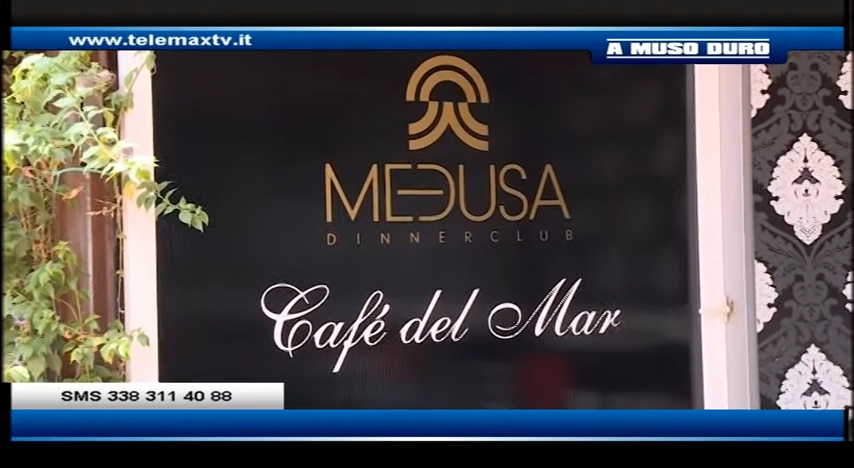 www.telemaxtv.it
A MUSO DURO
MEDUSA
DINNERCLUB
Café del Mar
SMS 338 311 40 88